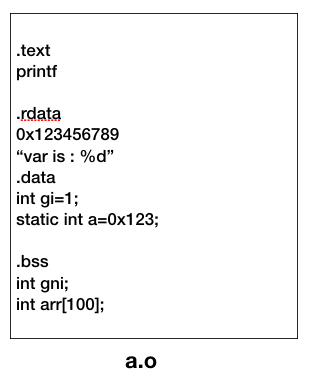 .text
printf
.rdata
0x123456789
“var is : %d”
.data
int gi=1;
static int a=0x123;
.bss
int gni;
int arr[100];
a.o